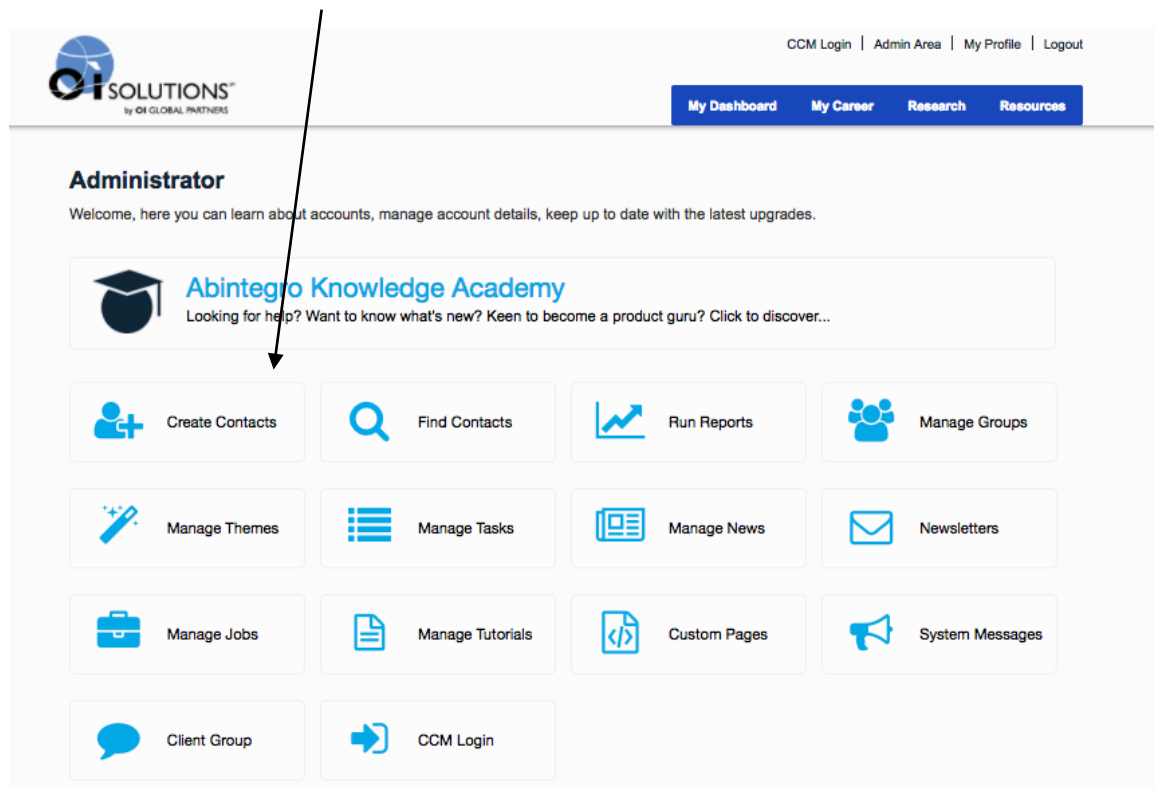 CCM Login | Admin Area | My Profile | Logout
Oi SOLUTIONS℠
by OI GLOBAL PARTNERS
My Dashboard My Career Research Resources
Administrator
Welcome, here you can learn about accounts, manage account details, keep up to date with the latest upgrades.
Abintegro Knowledge Academy
Looking for help? Want to know what's new? Keen to become a product guru? Click to discover...
Create Contacts Find Contacts Run Reports Manage Groups
Manage Themes Manage Tasks Manage News Newsletters
Manage Jobs Manage Tutorials Custom Pages System Messages
Client Group CCM Login